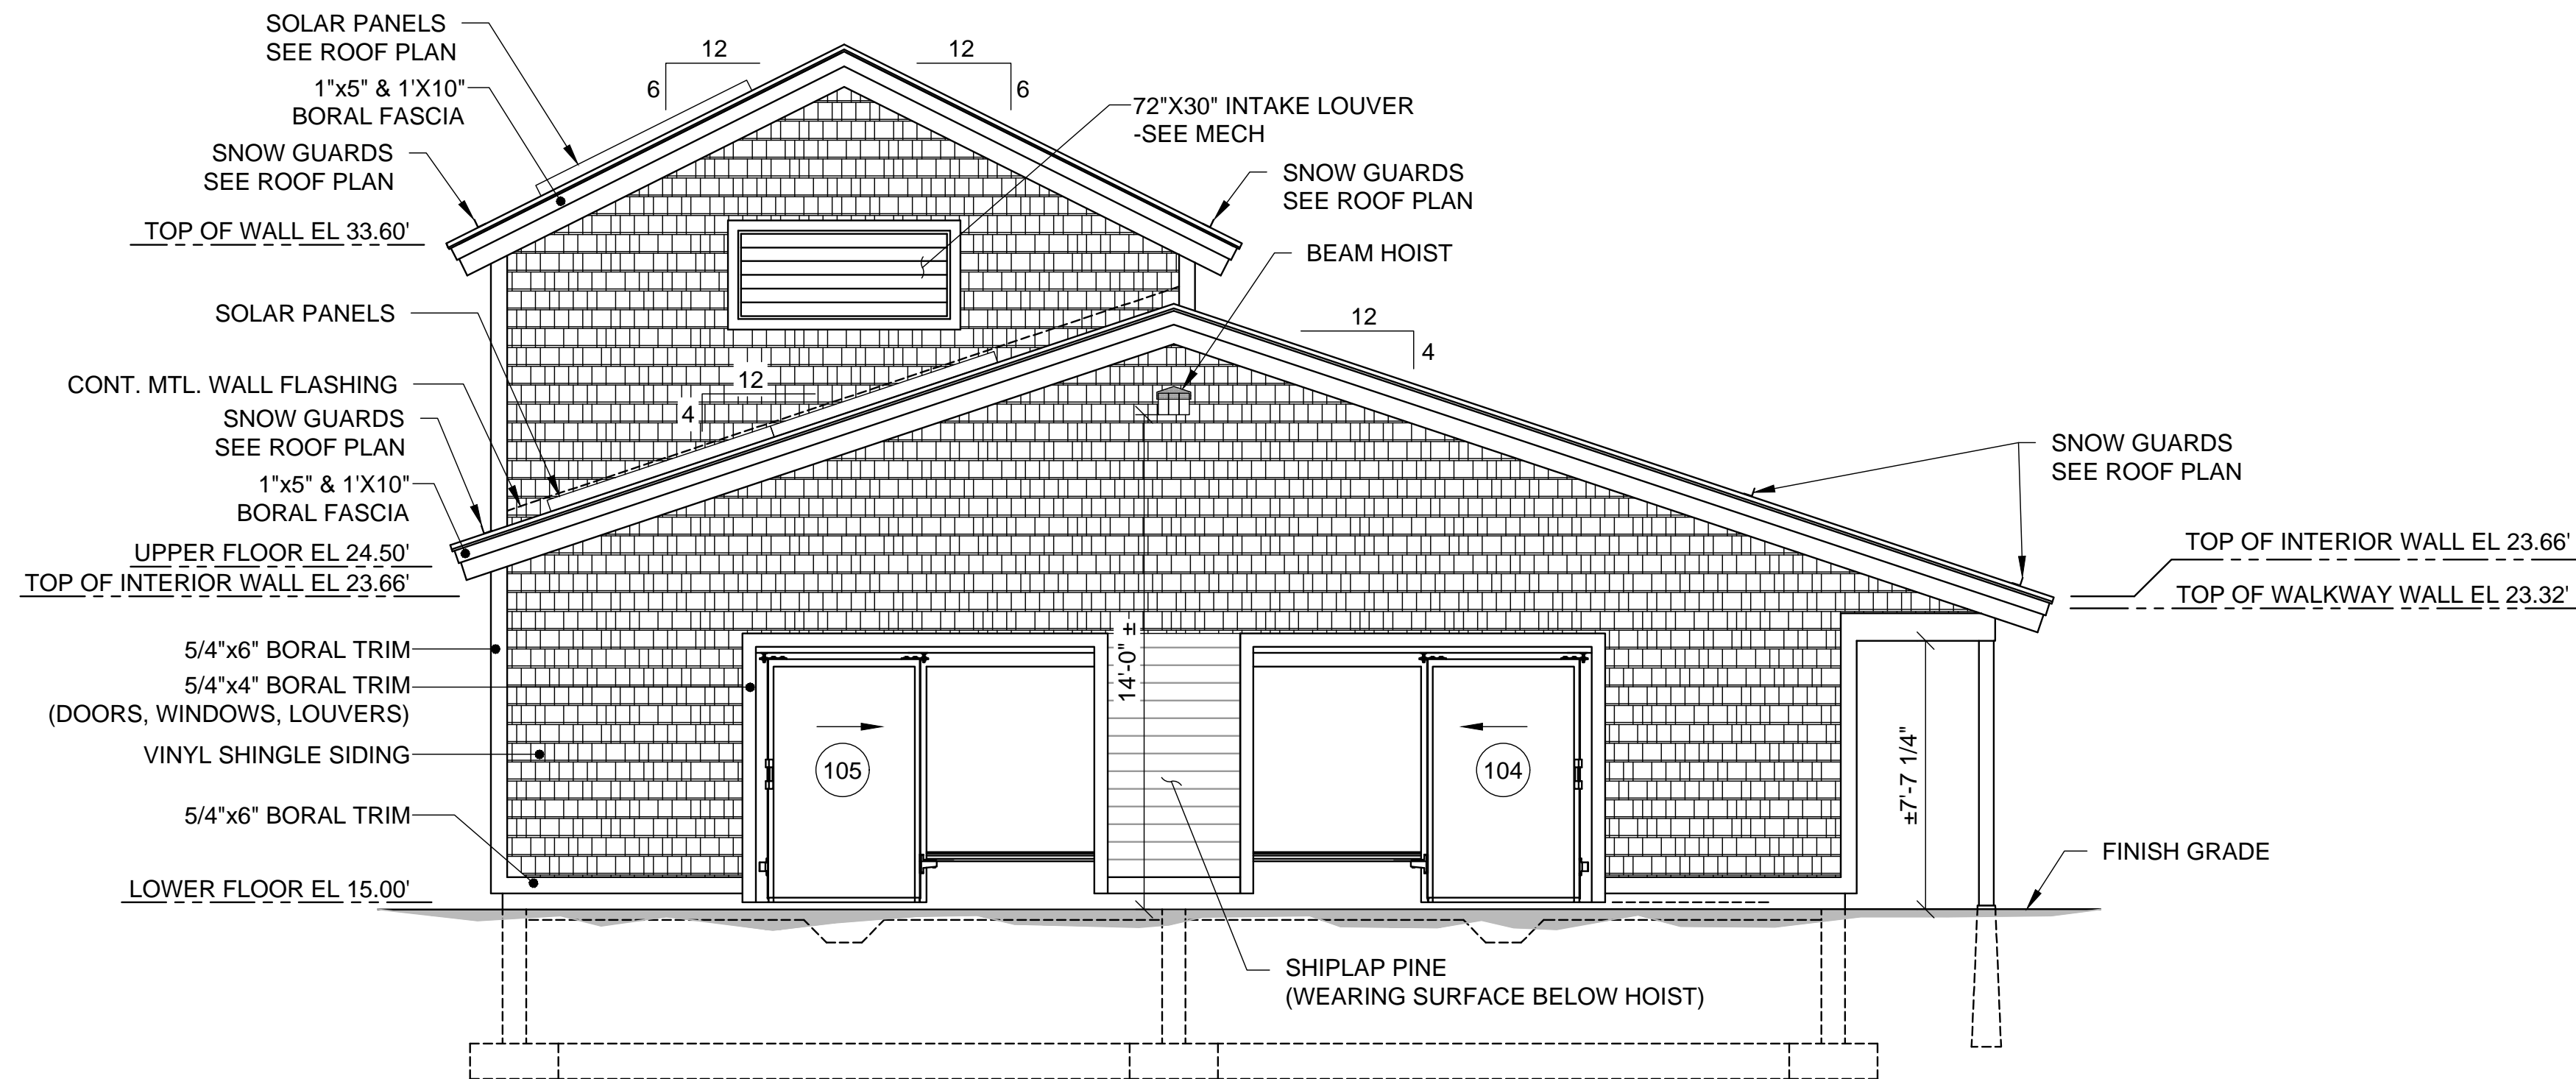 SOLAR PANELS
SEE ROOF PLAN
1"x5" & 1'X10"
BORAL FASCIA
SNOW GUARDS
SEE ROOF PLAN
TOP OF WALL EL 33.60'
SOLAR PANELS
CONT. MTL. WALL FLASHING
SNOW GUARDS
SEE ROOF PLAN
1"x5" & 1'X10"
BORAL FASCIA
UPPER FLOOR EL 24.50'
TOP OF INTERIOR WALL EL 23.66'
5/4"x6" BORAL TRIM
5/4"x4" BORAL TRIM
(DOORS, WINDOWS, LOUVERS)
VINYL SHINGLE SIDING
5/4"x6" BORAL TRIM
LOWER FLOOR EL 15.00'
12
6
12
6
72"X30" INTAKE LOUVER
-SEE MECH
SNOW GUARDS
SEE ROOF PLAN
BEAM HOIST
12
4
12
4
14'-0" ±
105
104
SHIPLAP PINE
(WEARING SURFACE BELOW HOIST)
SNOW GUARDS
SEE ROOF PLAN
TOP OF INTERIOR WALL EL 23.66'
TOP OF WALKWAY WALL EL 23.32'
±7'-7 1/4"
FINISH GRADE